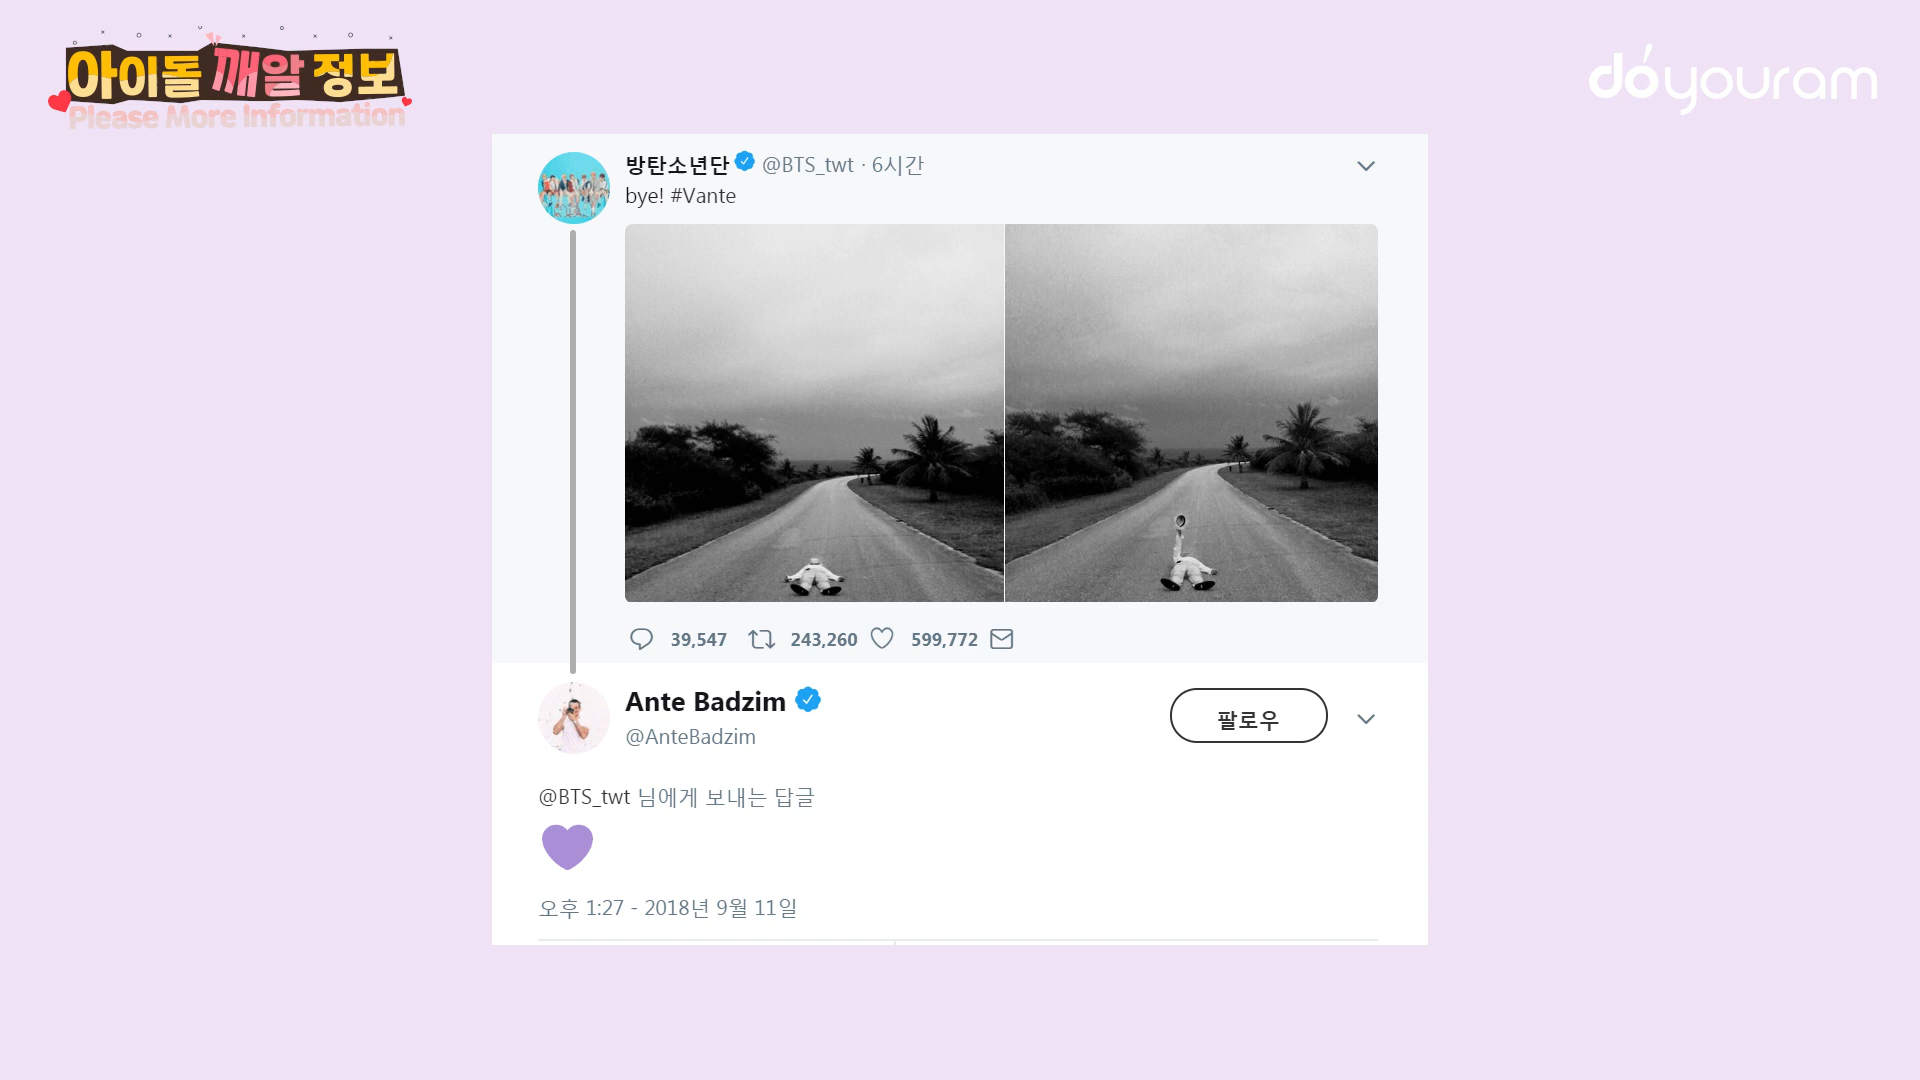 아이돌 깨알 정보
Please More Information
dóyouram
방탄소년단 @BTS_twt · 6시간
bye! #Vante
39,547 243,260 599,772
Ante Badzim
@AnteBadzim
팔로우
@BTS_twt 님에게 보내는 답글
오후 1:27 - 2018년 9월 11일